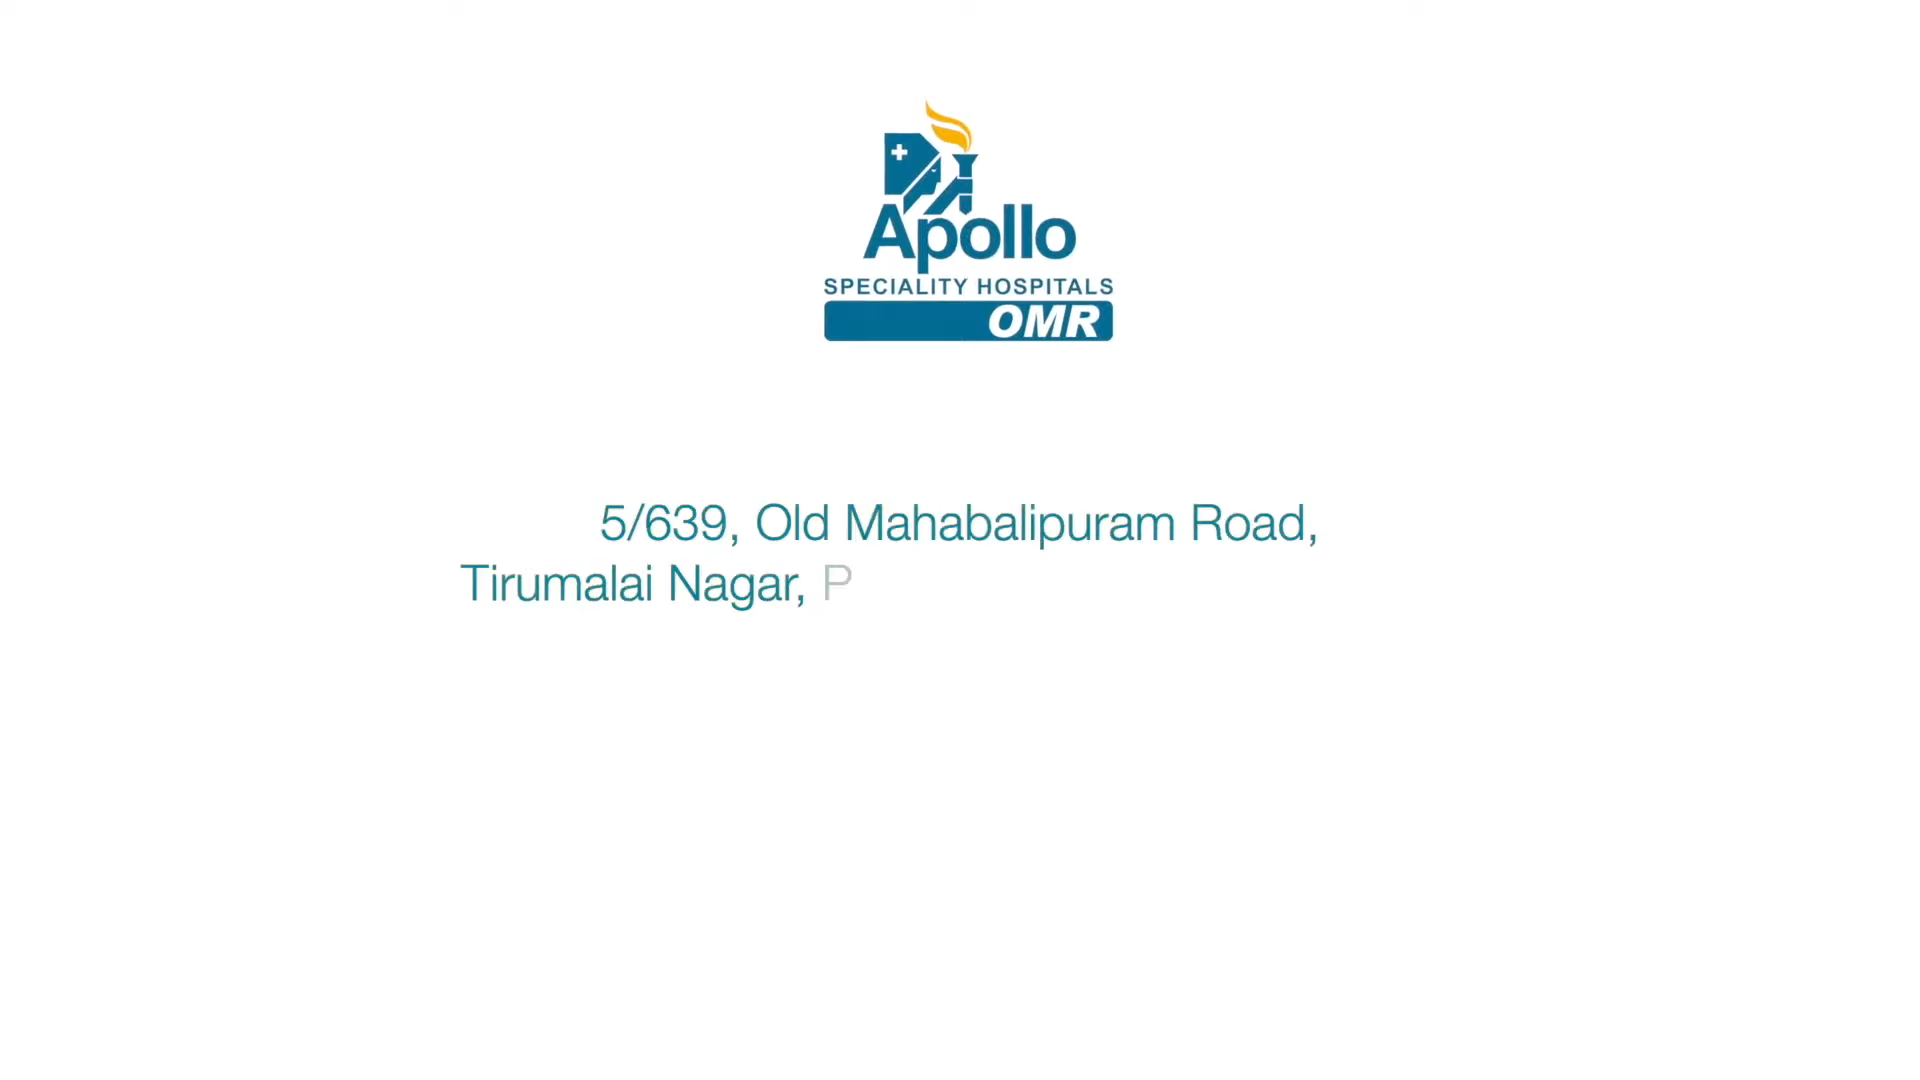 Apollo
SPECIALITY HOSPITALS
OMR
5/639, Old Mahabalipuram Road,
Tirumalai Nagar, P